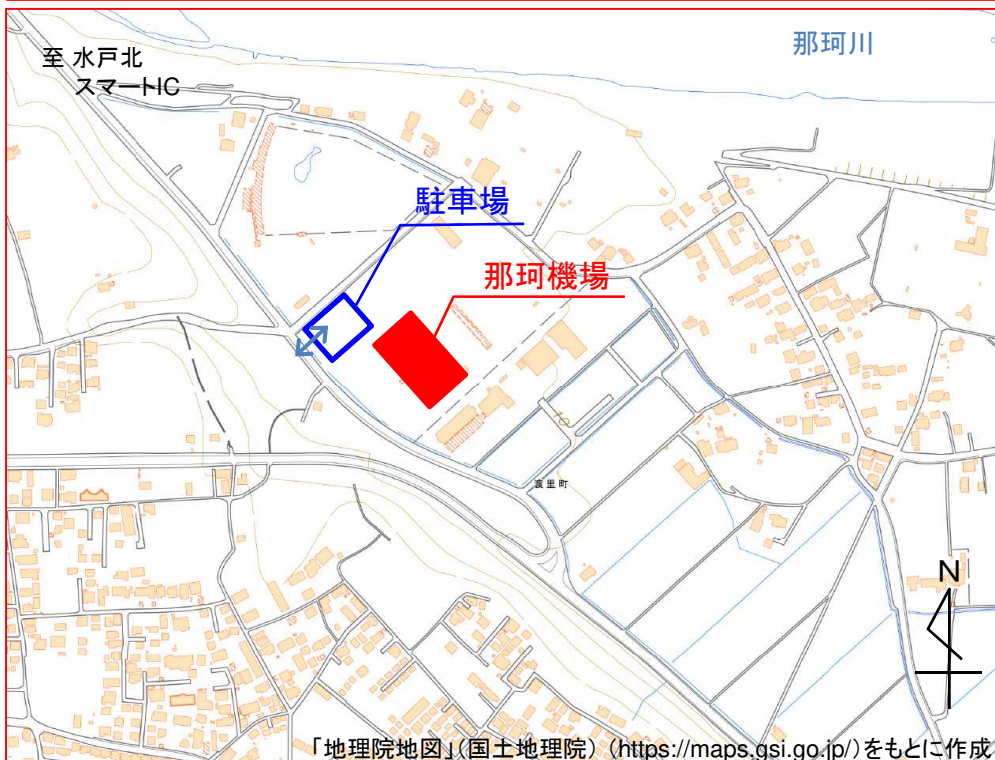 那珂川
至 水戸北
スマートIC
駐車場
那珂機場
渡里町
N
「地理院地図」(国土地理院) (https://maps.gsi.go.jp/)をもとに作成